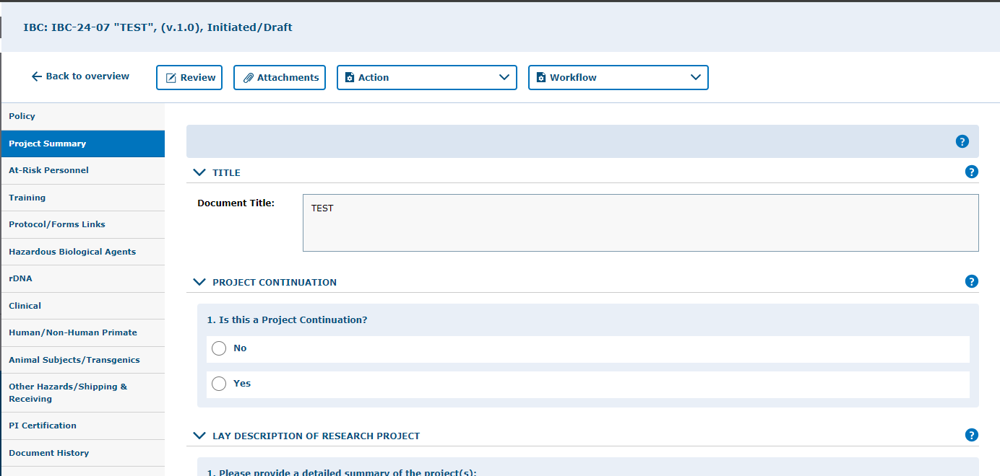 IBC: IBC-24-07 "TEST", (v.1.0), Initiated/Draft
Back to overview
Review
Attachments
Action
Workflow
Policy
Project Summary
At-Risk Personnel
Training
Protocol/Forms Links
Hazardous Biological Agents
rDNA
Clinical
Human/Non-Human Primate
Animal Subjects/Transgenics
Other Hazards/Shipping &
Receiving
PI Certification
Document History
?
TITLE
?
Document Title:
TEST
PROJECT CONTINUATION
?
1. Is this a Project Continuation?
No
Yes
LAY DESCRIPTION OF RESEARCH PROJECT
?
1. Please provide a detailed summary of the project(s):